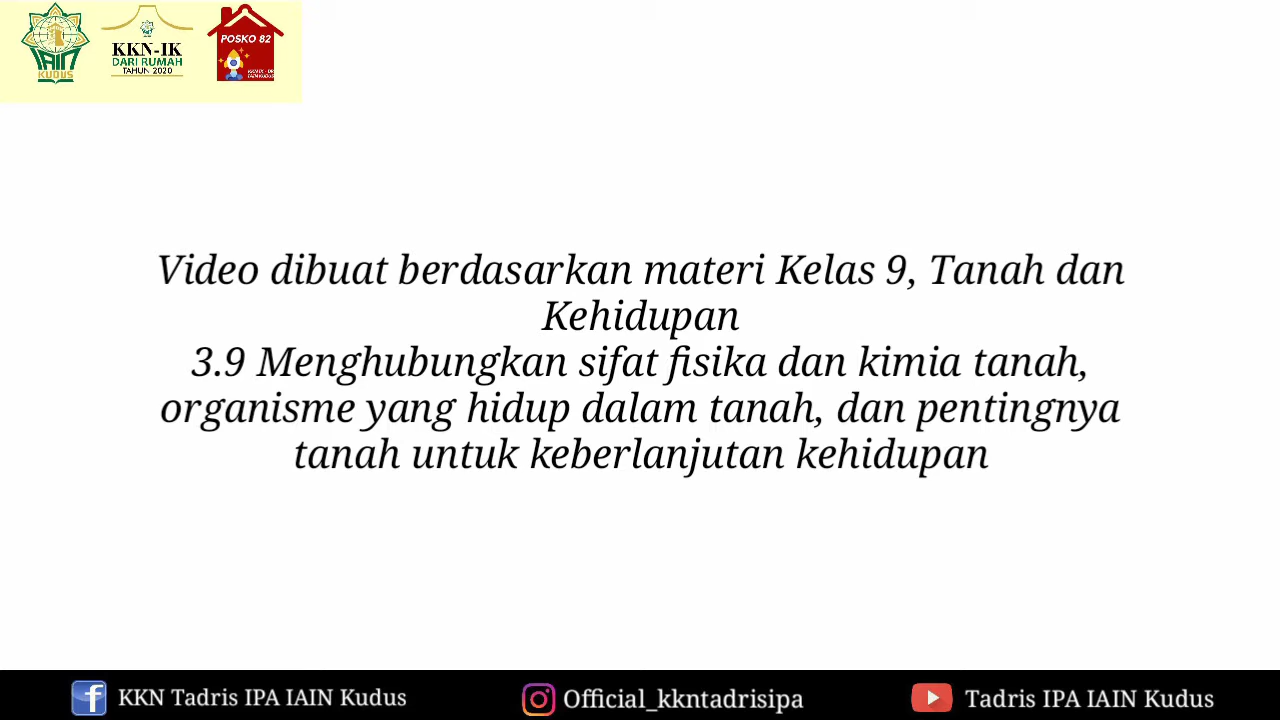 IAIN
KUDUS
KKN-IK
DARI RUMAH
TAHUN 2020
POSKO 82
Video dibuat berdasarkan materi Kelas 9, Tanah dan
Kehidupan
3.9 Menghubungkan sifat fisika dan kimia tanah,
organisme yang hidup dalam tanah, dan pentingnya
tanah untuk keberlanjutan kehidupan
KKN Tadris IPA IAIN Kudus
Official_kkntadrisipa
Tadris IPA IAIN Kudus